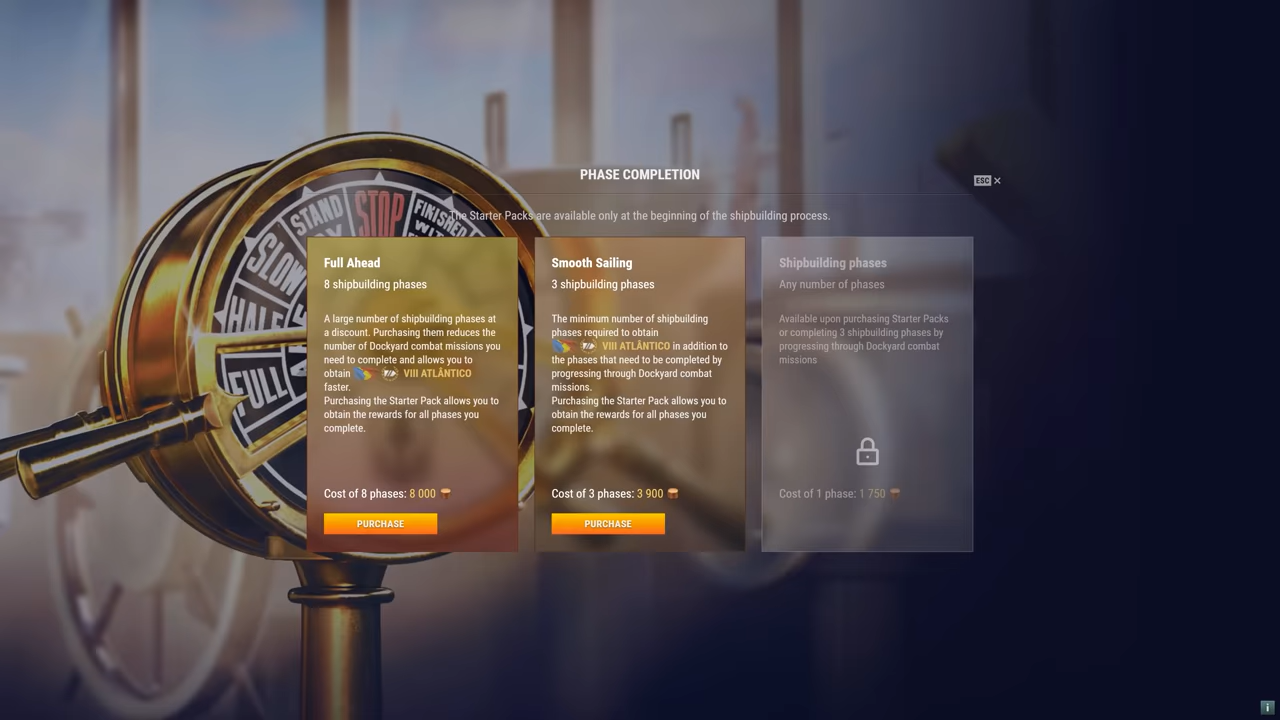 PHASE COMPLETION
ESC ×
The Starter Packs are available only at the beginning of the shipbuilding process.
STAND
STOP
FINISHED
SLOW
HALF
FULL
Full Ahead
8 shipbuilding phases
A large number of shipbuilding phases at
a discount. Purchasing them reduces the
number of Dockyard combat missions you
need to complete and allows you to
obtain VIII ATLÂNTICO
faster.
Purchasing the Starter Pack allows you to
obtain the rewards for all phases you
complete.
Cost of 8 phases: 8 000
PURCHASE
Smooth Sailing
3 shipbuilding phases
The minimum number of shipbuilding
phases required to obtain
VIII ATLÂNTICO in addition to
the phases that need to be completed by
progressing through Dockyard combat
missions.
Purchasing the Starter Pack allows you to
obtain the rewards for all phases you
complete.
Cost of 3 phases: 3 900
PURCHASE
Shipbuilding phases
Any number of phases
Available upon purchasing Starter Packs
or completing 3 shipbuilding phases by
progressing through Dockyard combat
missions
Cost of 1 phase: 1 750
i